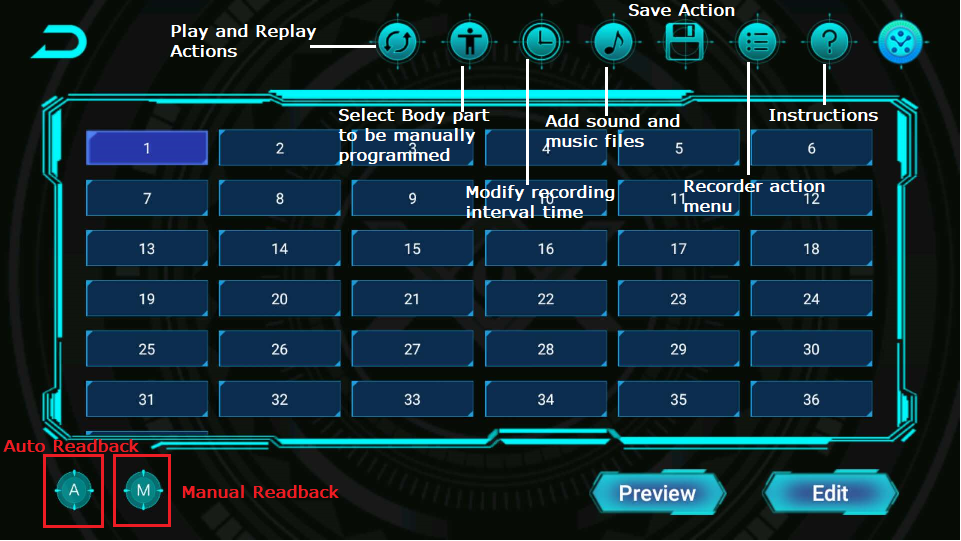 Save Action
Play and Replay
Actions
Select Body part
to be manually
programmed
Add sound and
music files
Instructions
Modify recording
interval time
Recorder action
menu
1 2 3 4 5 6
7 8 9 10 11 12
13 14 15 16 17 18
19 20 21 22 23 24
25 26 27 28 29 30
31 32 33 34 35 36
Auto Readback
A M Manual Readback
Preview Edit